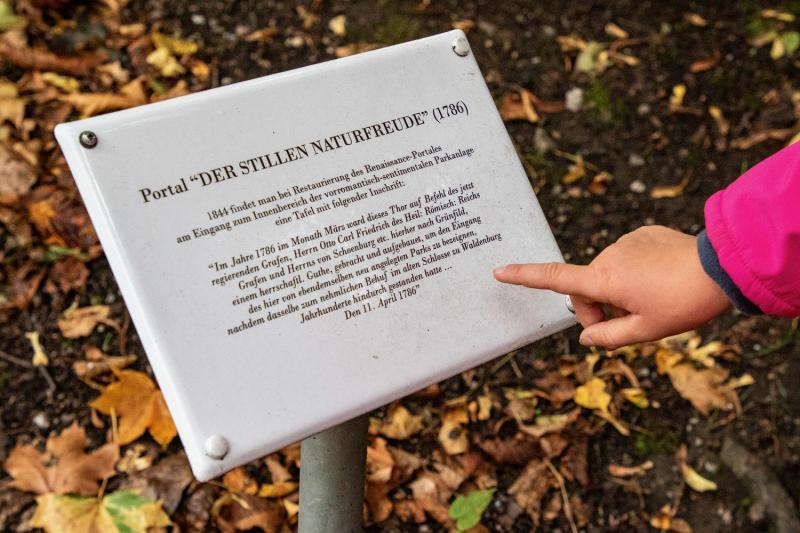 Portal “DER STILLEN NATURFREUDE” (1786)
1844 findet man bei Restaurierung des Renaissance-Portales
am Eingang zum Innenbereich der vorromantisch-sentimentalen Parkanlage
eine Tafel mit folgender Inschrift:
“Im Jahre 1786 im Monath März ward dieses Thor auf Befehl des jetzt
regierenden Grafen, Herrn Otto Carl Friedrich des Heil: Römisch: Reichs
Grafen und Herrns von Schoenburg etc. hierher nach Grünfild,
einem herrschaftl. Guthe, gebracht und aufgebauet, um den Eingang
des hier von ebendemselben neu angelegten Parks zu bezeignen,
nachdem dasselbe zum nehmlichen Behuf im alten Schlosse zu Waldenburg
Jahrhunderte hindurch gestanden hatte ...
Den 11. April 1786”